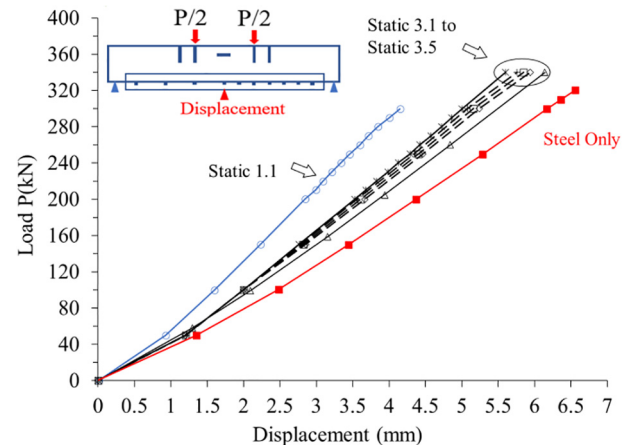 P/2 P/2
Displacement
Static 3.1 to
Static 3.5
Static 1.1
Steel Only
Load P(kN)
400
360
320
280
240
200
160
120
80
40
0
0 1 1.5 2 2.5 3 3.5 4 4.5 5 5.5 6 6.5 7
Displacement (mm)